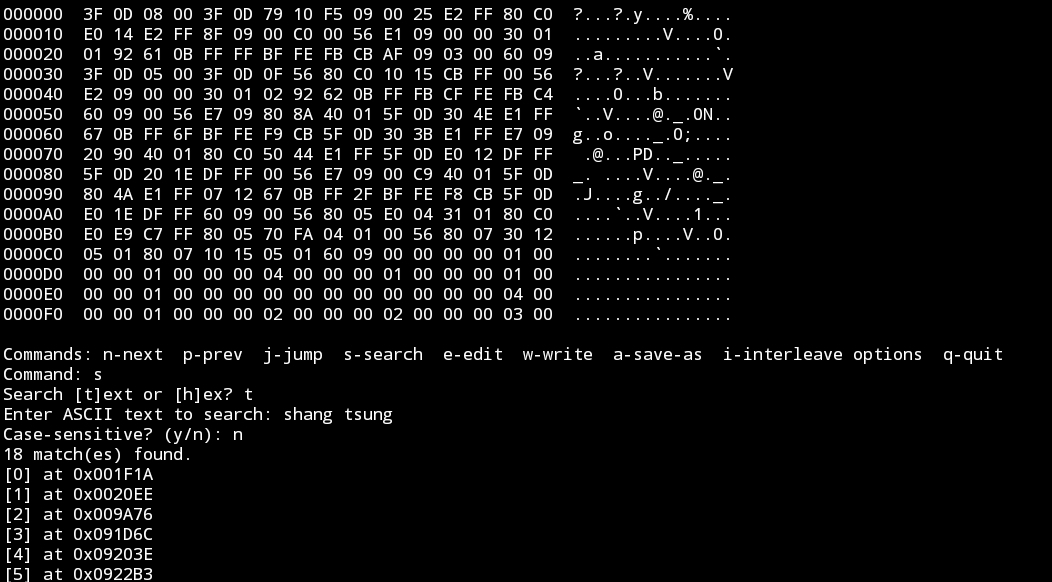 000000  3F 0D 08 00 3F 0D 79 10 F5 09 00 25 E2 FF 80 C0  ?...?.y....%....
000010  E0 14 E2 FF 8F 09 00 C0 00 56 E1 09 00 00 30 01  .........V....0.
000020  01 92 61 0B FF FF BF FE FB CB AF 09 03 00 60 09  ..a...........`.
000030  3F 0D 05 00 3F 0D 0F 56 80 C0 10 15 CB FF 00 56  ?...?..V.......V
000040  E2 09 00 00 30 01 02 92 62 0B FF FB CF FE FB C4  ....0...b.......
000050  60 09 00 56 E7 09 80 8A 40 01 5F 0D 30 4E E1 FF  `..V....@._.0N..
000060  67 0B FF 6F BF FE F9 CB 5F 0D 30 3B E1 FF E7 09  g..o...._.0;....
000070  20 90 40 01 80 C0 50 44 E1 FF 5F 0D E0 12 DF FF   .@...PD.._.....
000080  5F 0D 20 1E DF FF 00 56 E7 09 00 C9 40 01 5F 0D  _. ....V....@._.
000090  80 4A E1 FF 07 12 67 0B FF 2F BF FE F8 CB 5F 0D  .J....g../...._.
0000A0  E0 1E DF FF 60 09 00 56 80 05 E0 04 31 01 80 C0  ....`..V....1...
0000B0  E0 E9 C7 FF 80 05 70 FA 04 01 00 56 80 07 30 12  ......p....V..0.
0000C0  05 01 80 07 10 15 05 01 60 09 00 00 00 00 01 00  ........`.......
0000D0  00 00 01 00 00 00 04 00 00 00 01 00 00 00 01 00  ................
0000E0  00 00 01 00 00 00 00 00 00 00 00 00 00 00 04 00  ................
0000F0  00 00 01 00 00 00 02 00 00 00 02 00 00 00 03 00  ................
Commands: n-next  p-prev  j-jump  s-search  e-edit  w-write  a-save-as  i-interleave options  q-quit
Command: s
Search [t]ext or [h]ex? t
Enter ASCII text to search: shang tsung
Case-sensitive? (y/n): n
18 match(es) found.
[0] at 0x001F1A
[1] at 0x0020EE
[2] at 0x009A76
[3] at 0x091D6C
[4] at 0x09203E
[5] at 0x0922B3